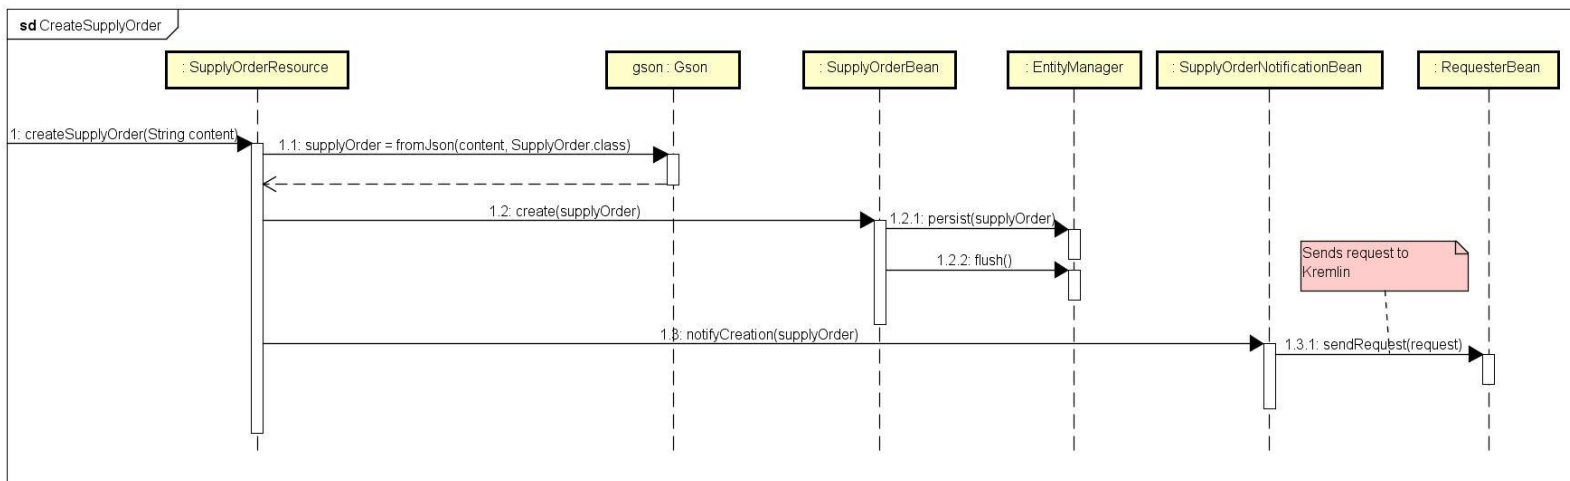 sd CreateSupplyOrder
: SupplyOrderResource
gson : Gson
: SupplyOrderBean
: EntityManager
: SupplyOrderNotificationBean
: RequesterBean
1: createSupplyOrder(String content)
1.1: supplyOrder = fromJson(content, SupplyOrder.class)
1.2: create(supplyOrder)
1.2.1: persist(supplyOrder)
1.2.2: flush()
Sends request to
Kremlin
1.3: notifyCreation(supplyOrder)
1.3.1: sendRequest(request)